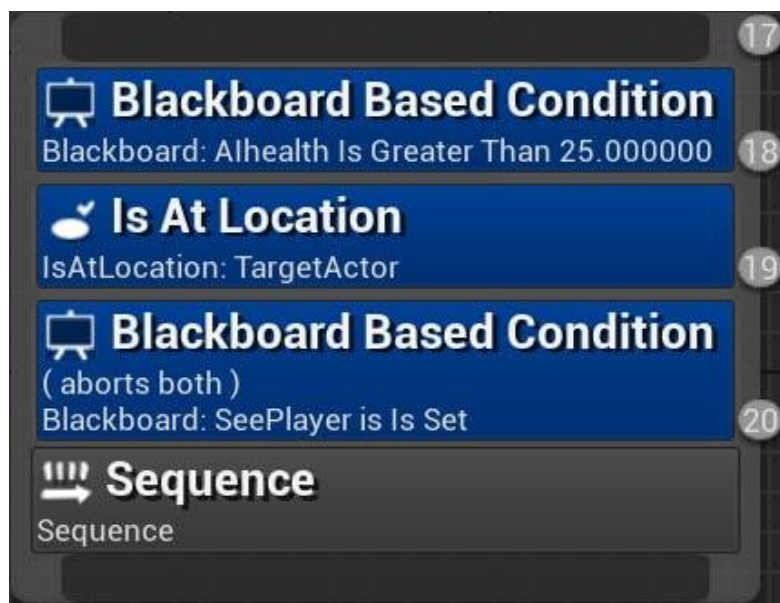 17
Blackboard Based Condition
Blackboard: AIhealth Is Greater Than 25.000000
18
Is At Location
IsAtLocation: TargetActor
19
Blackboard Based Condition
( aborts both )
Blackboard: SeePlayer is Is Set
20
Sequence
Sequence